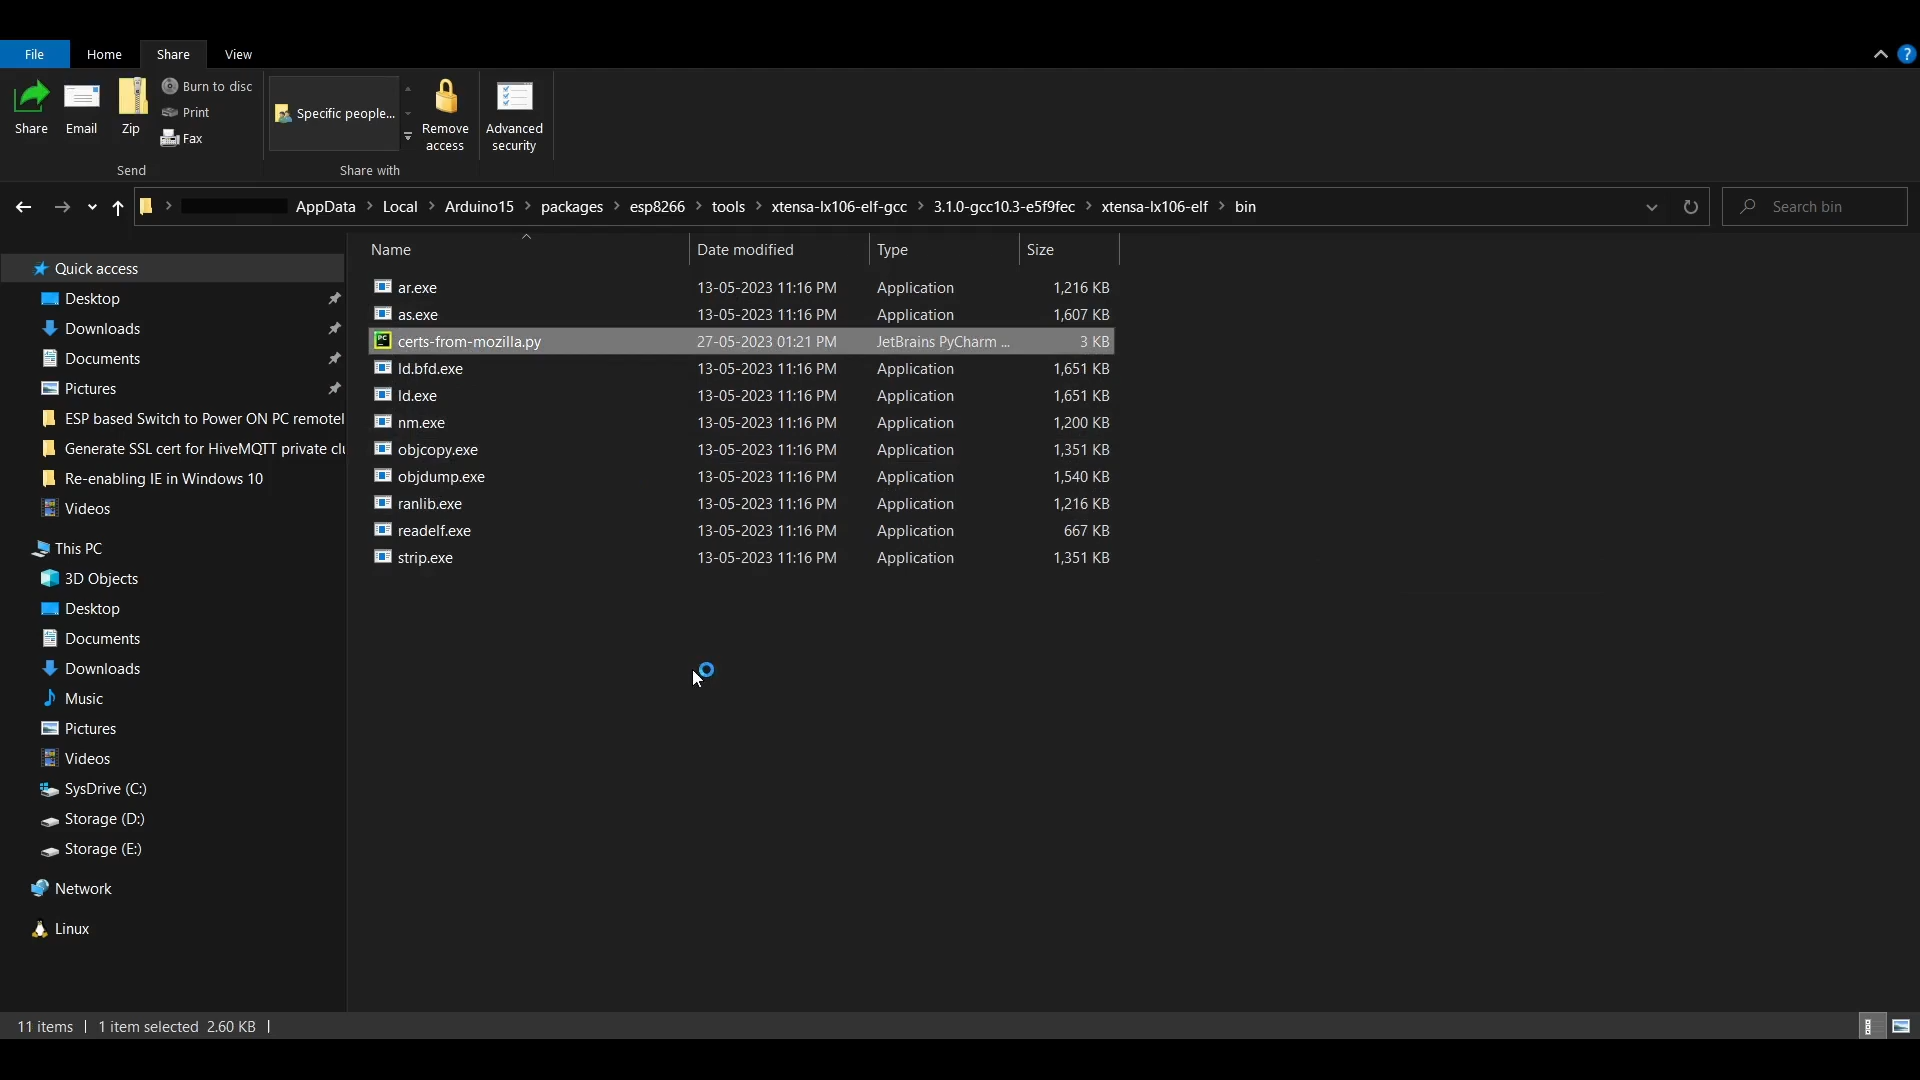 File Home Share View
?
Share Email Zip
Burn to disc
Print
Fax
Specific people...
Remove access
Advanced security
Send
Share with
AppData > Local > Arduino15 > packages > esp8266 > tools > xtensa-lx106-elf-gcc > 3.1.0-gcc10.3-e5f9fec > xtensa-lx106-elf > bin
Search bin
Name Date modified Type Size
Quick access
Desktop
Downloads
Documents
Pictures
ESP based Switch to Power ON PC remotel
Generate SSL cert for HiveMQTT private clu
Re-enabling IE in Windows 10
Videos
This PC
3D Objects
Desktop
Documents
Downloads
Music
Pictures
Videos
SysDrive (C:)
Storage (D:)
Storage (E:)
Network
Linux
ar.exe 13-05-2023 11:16 PM Application 1,216 KB
as.exe 13-05-2023 11:16 PM Application 1,607 KB
PC certs-from-mozilla.py 27-05-2023 01:21 PM JetBrains PyCharm ... 3 KB
ld.bfd.exe 13-05-2023 11:16 PM Application 1,651 KB
ld.exe 13-05-2023 11:16 PM Application 1,651 KB
nm.exe 13-05-2023 11:16 PM Application 1,200 KB
objcopy.exe 13-05-2023 11:16 PM Application 1,351 KB
objdump.exe 13-05-2023 11:16 PM Application 1,540 KB
ranlib.exe 13-05-2023 11:16 PM Application 1,216 KB
readelf.exe 13-05-2023 11:16 PM Application 667 KB
strip.exe 13-05-2023 11:16 PM Application 1,351 KB
11 items | 1 item selected 2.60 KB |